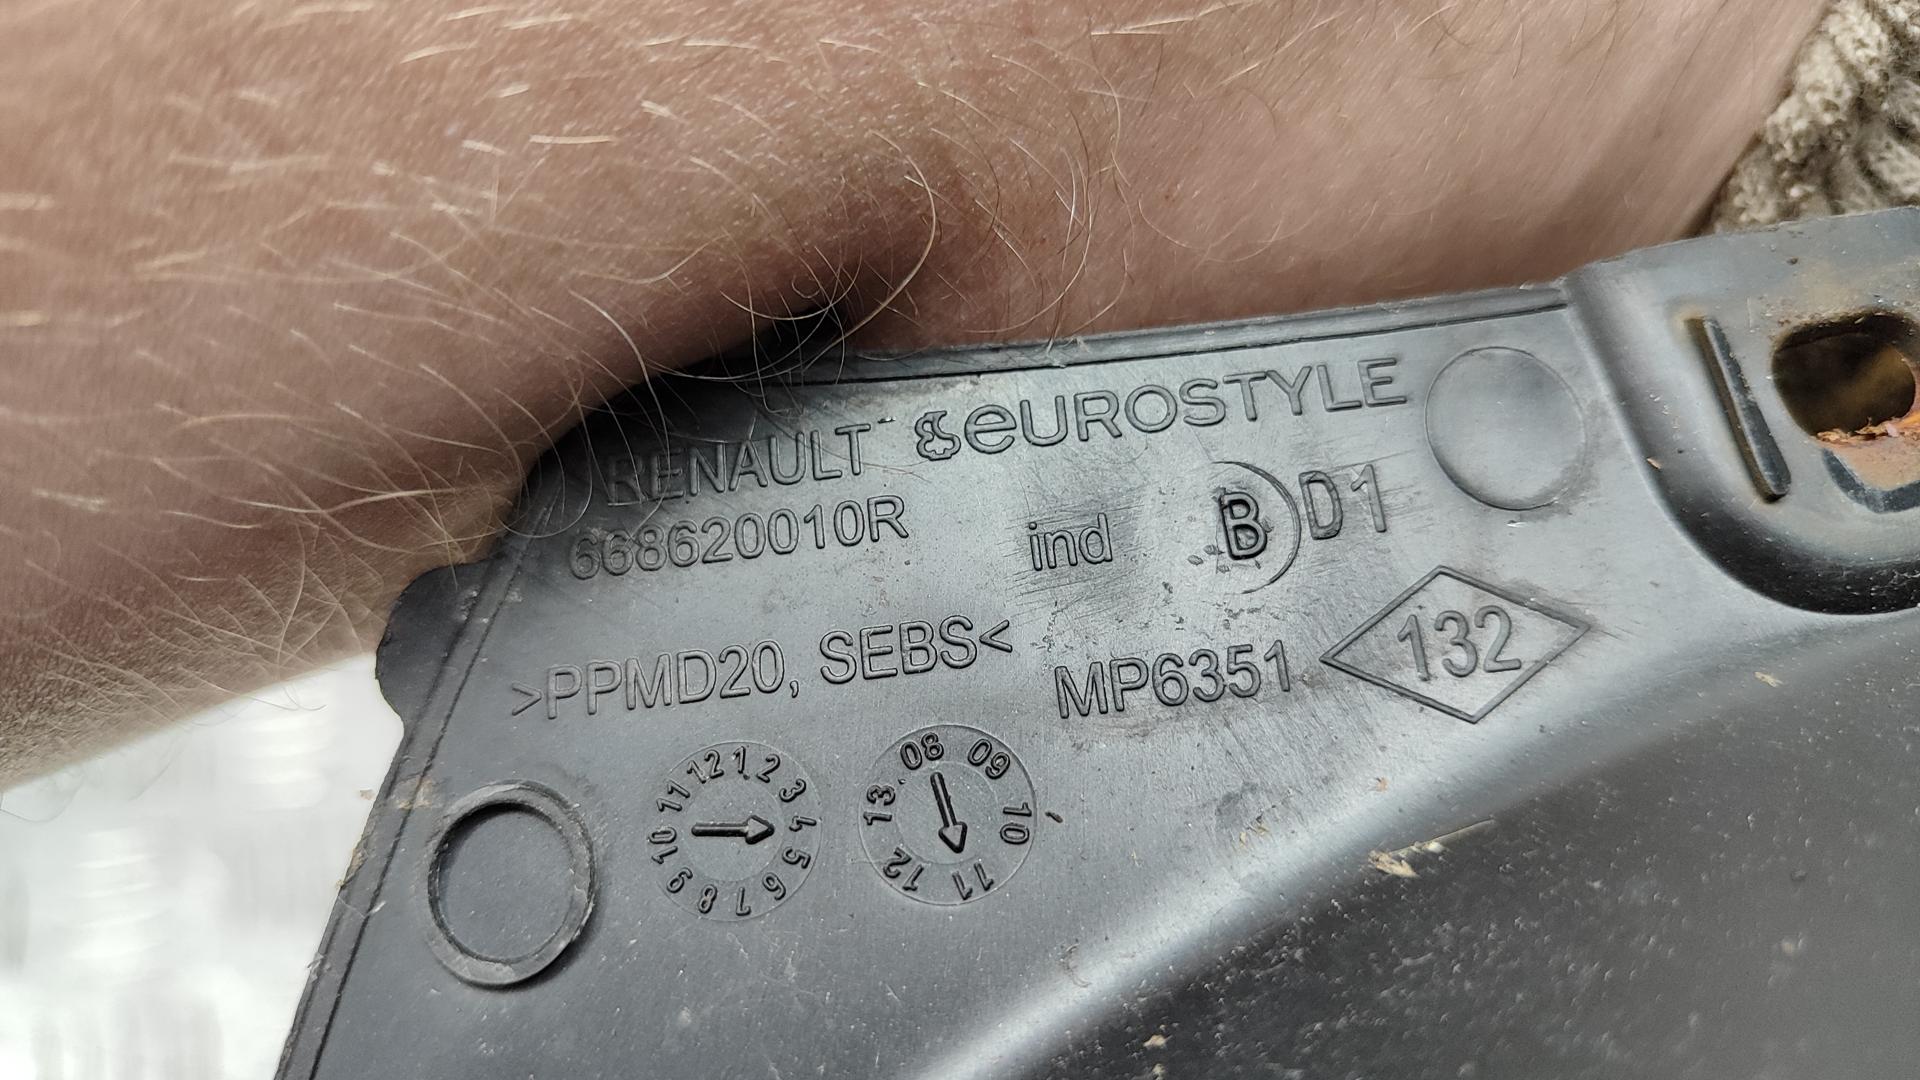 RENAULT eUROSTYLE
668620010R ind B D1
>PPMD20, SEBS< MP6351 132
1 2 3 4 5 6 7 8 9 10 11 12
08 09 10 11 12 13